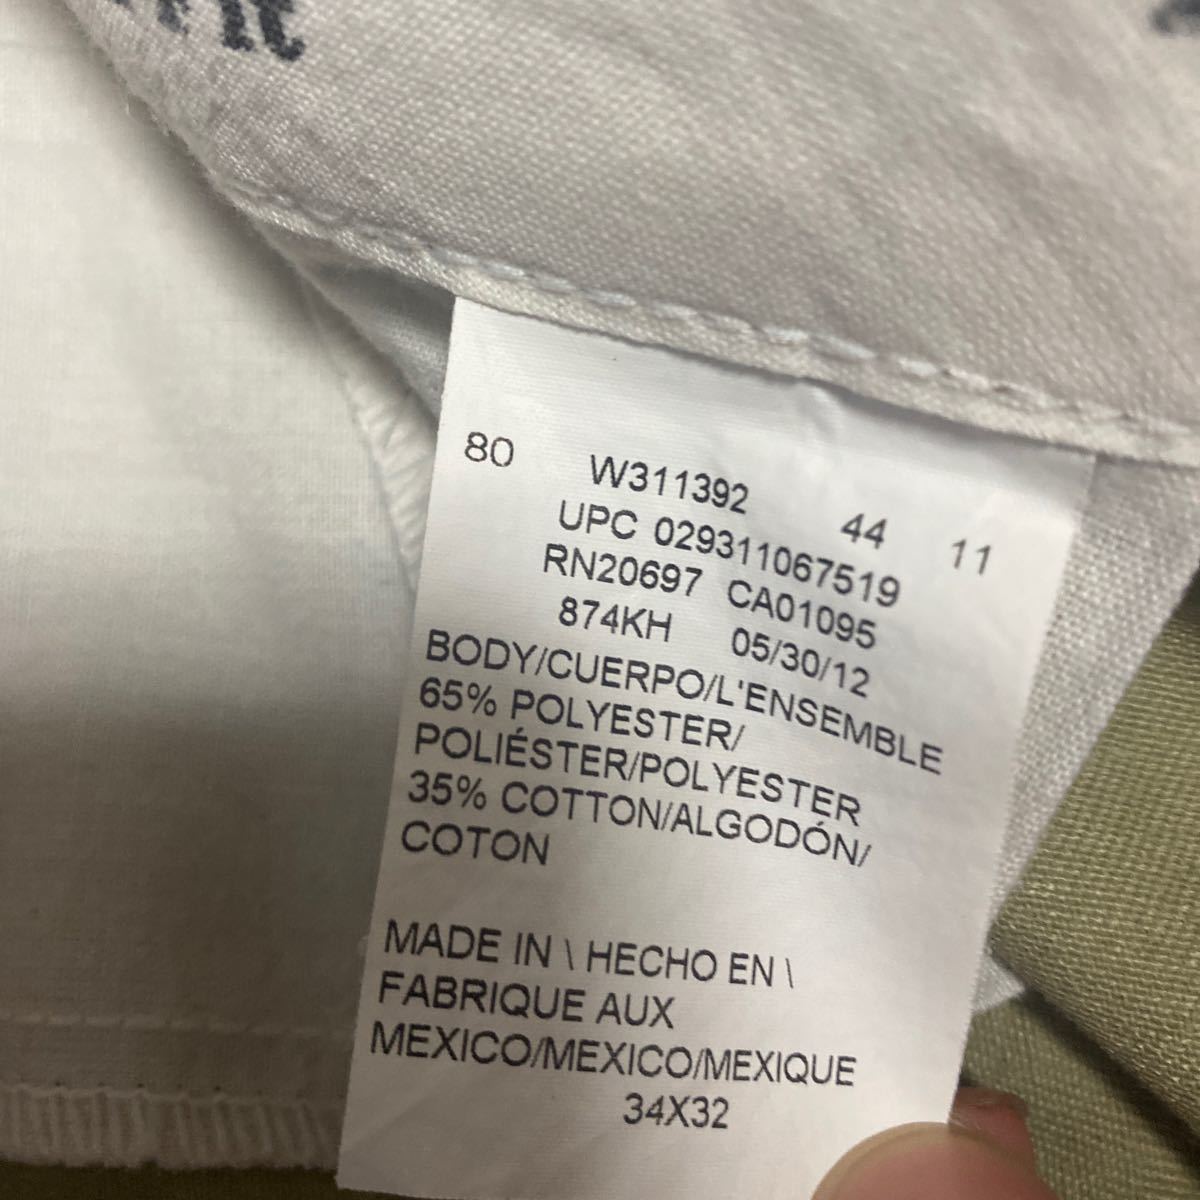 80 W311392 44 11
UPC 029311067519
RN20697 CA01095
874KH 05/30/12
BODY/CUERPO/L'ENSEMBLE
65% POLYESTER/
POLIÉSTER/POLYESTER
35% COTTON/ALGODÓN/
COTON
MADE IN \ HECHO EN \
FABRIQUE AUX
MEXICO/MEXICO/MEXIQUE
34X32